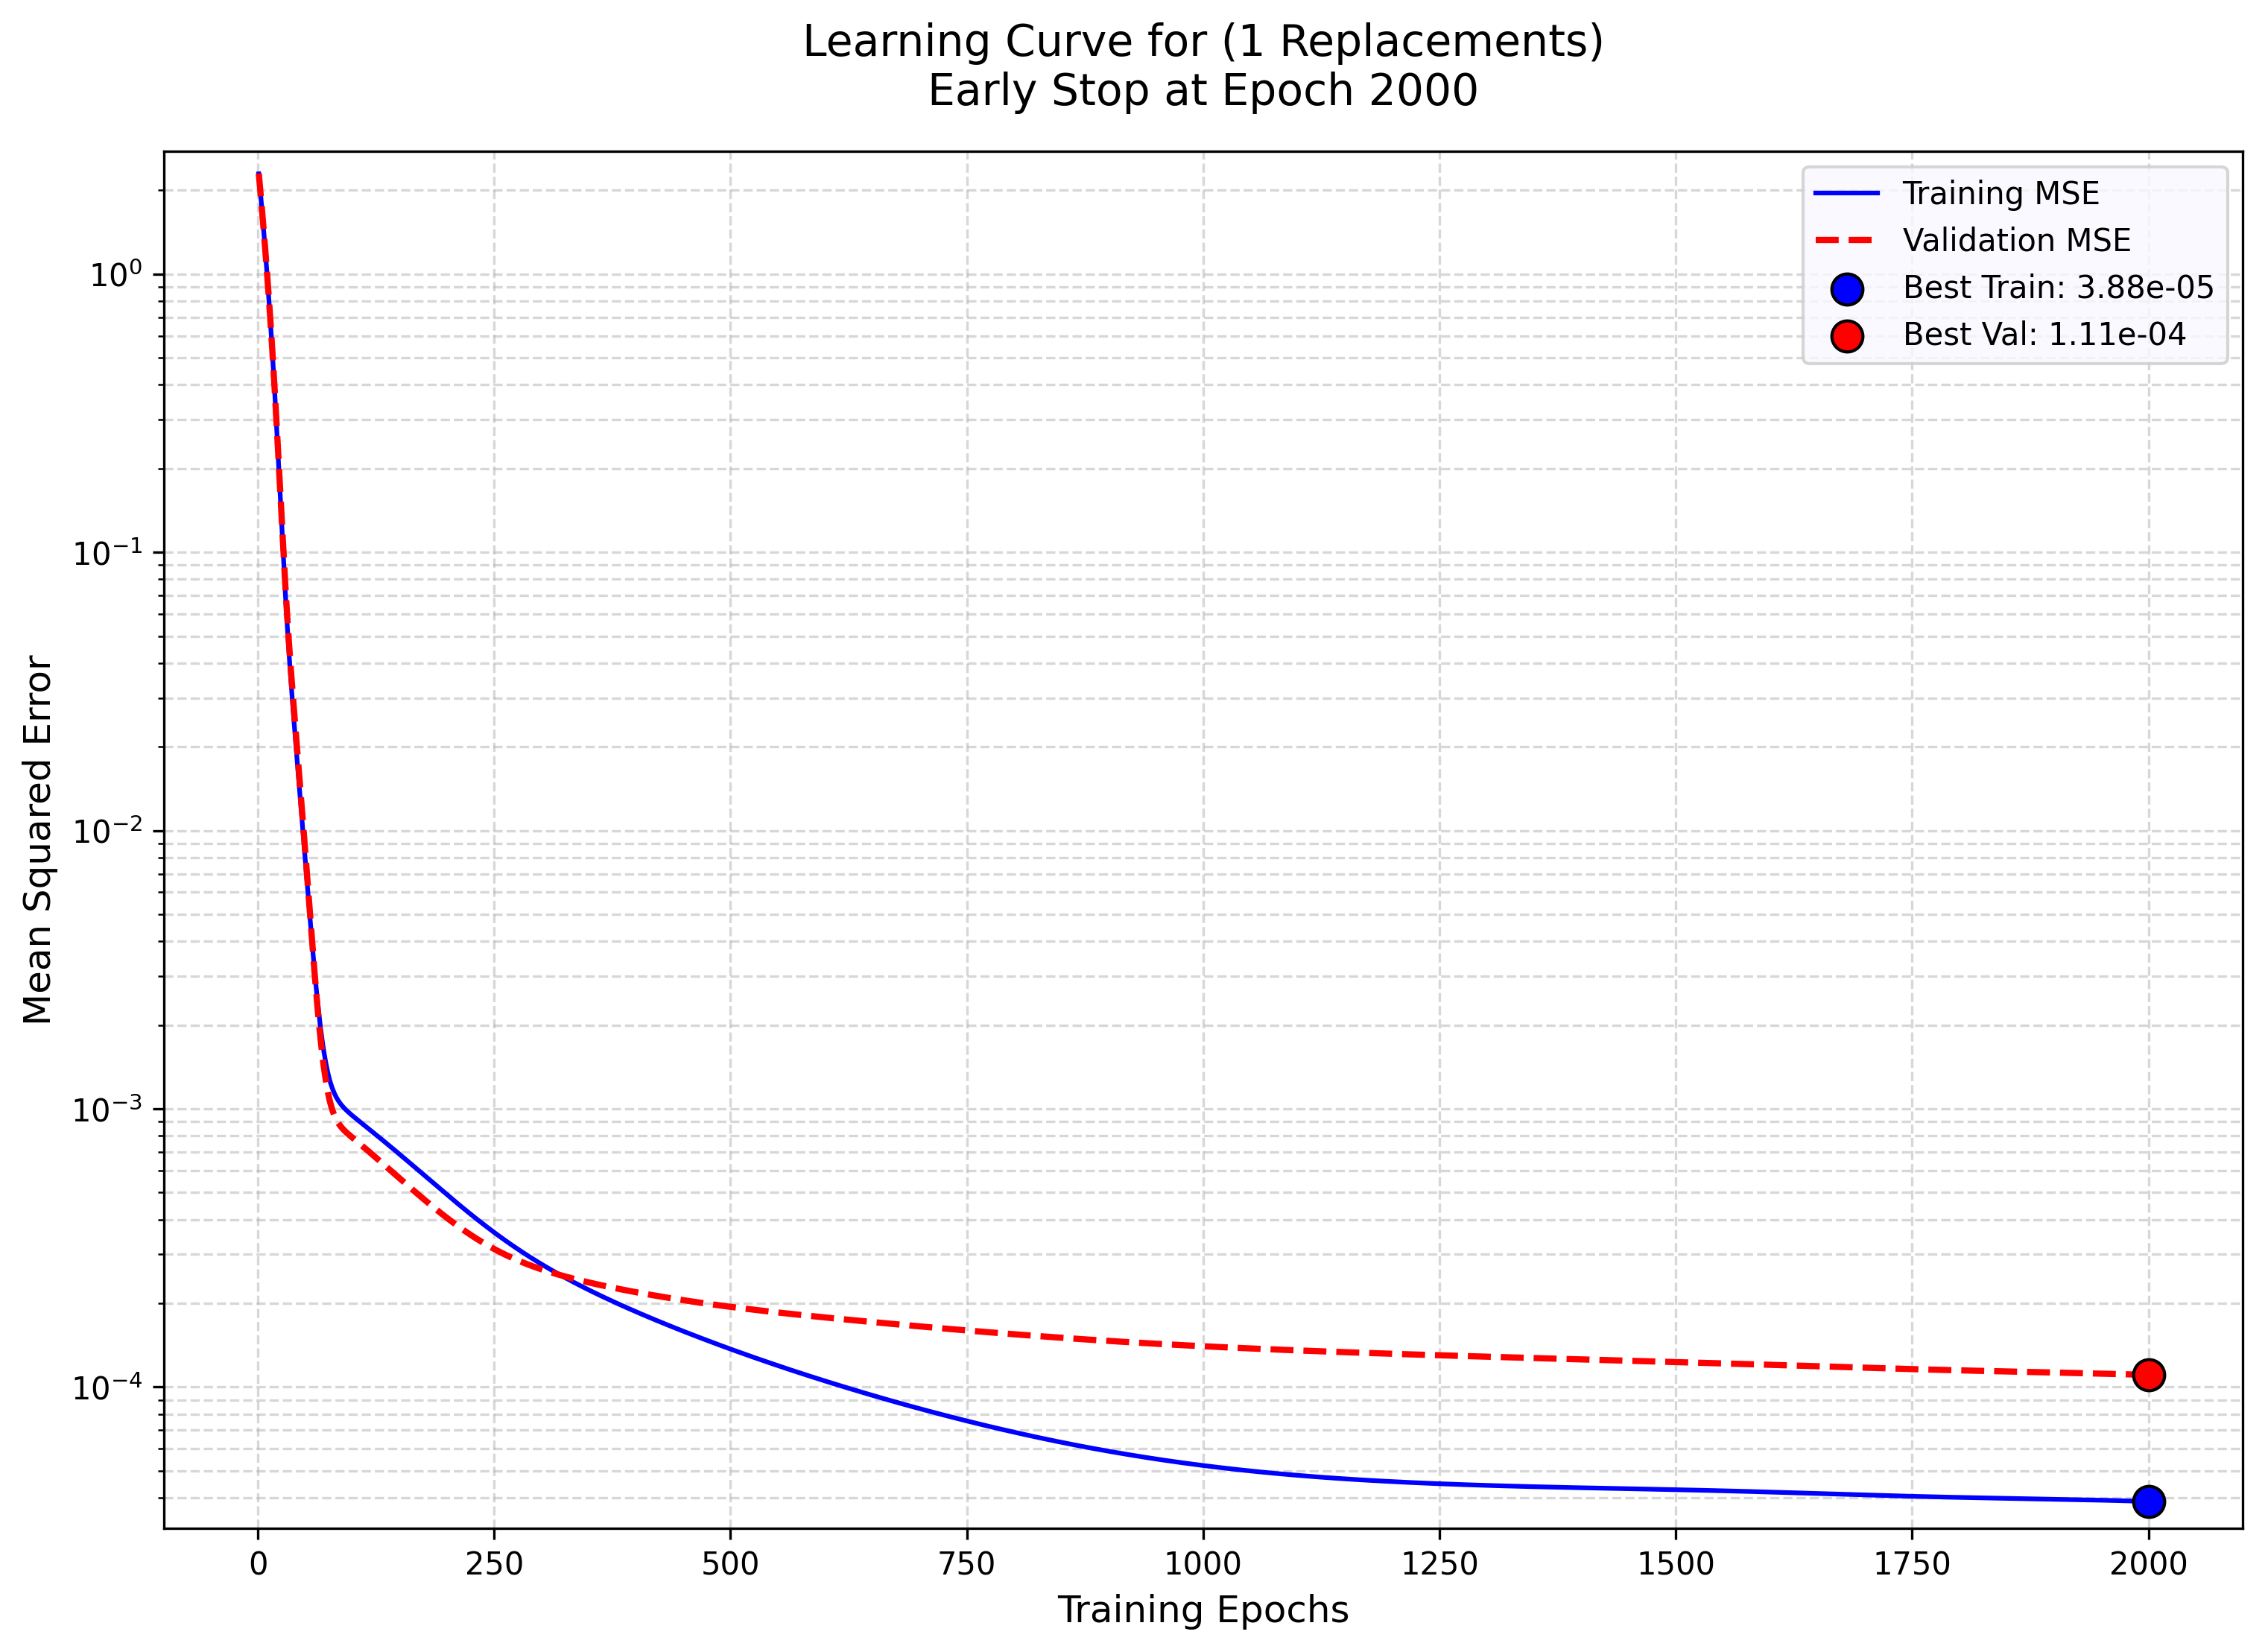 Learning Curve for (1 Replacements)
Early Stop at Epoch 2000
Training MSE
Validation MSE
Best Train: 3.88e-05
Best Val: 1.11e-04
Mean Squared Error
10⁰
10⁻¹
10⁻²
10⁻³
10⁻⁴
0 250 500 750 1000 1250 1500 1750 2000
Training Epochs